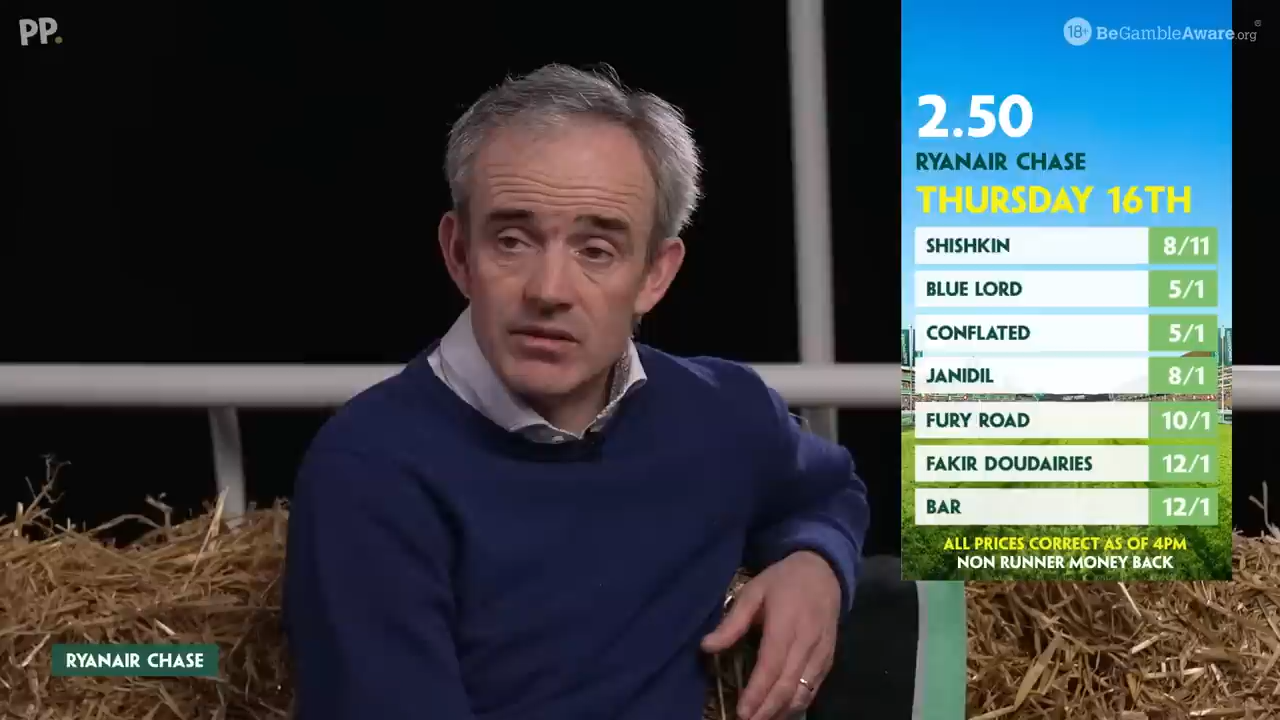 PP.
18+ BeGambleAware.org
2.50
RYANAIR CHASE
THURSDAY 16TH
SHISHKIN 8/11
BLUE LORD 5/1
CONFLATED 5/1
JANIDIL 8/1
FURY ROAD 10/1
FAKIR DOUDAIRIES 12/1
BAR 12/1
ALL PRICES CORRECT AS OF 4PM
NON RUNNER MONEY BACK
RYANAIR CHASE